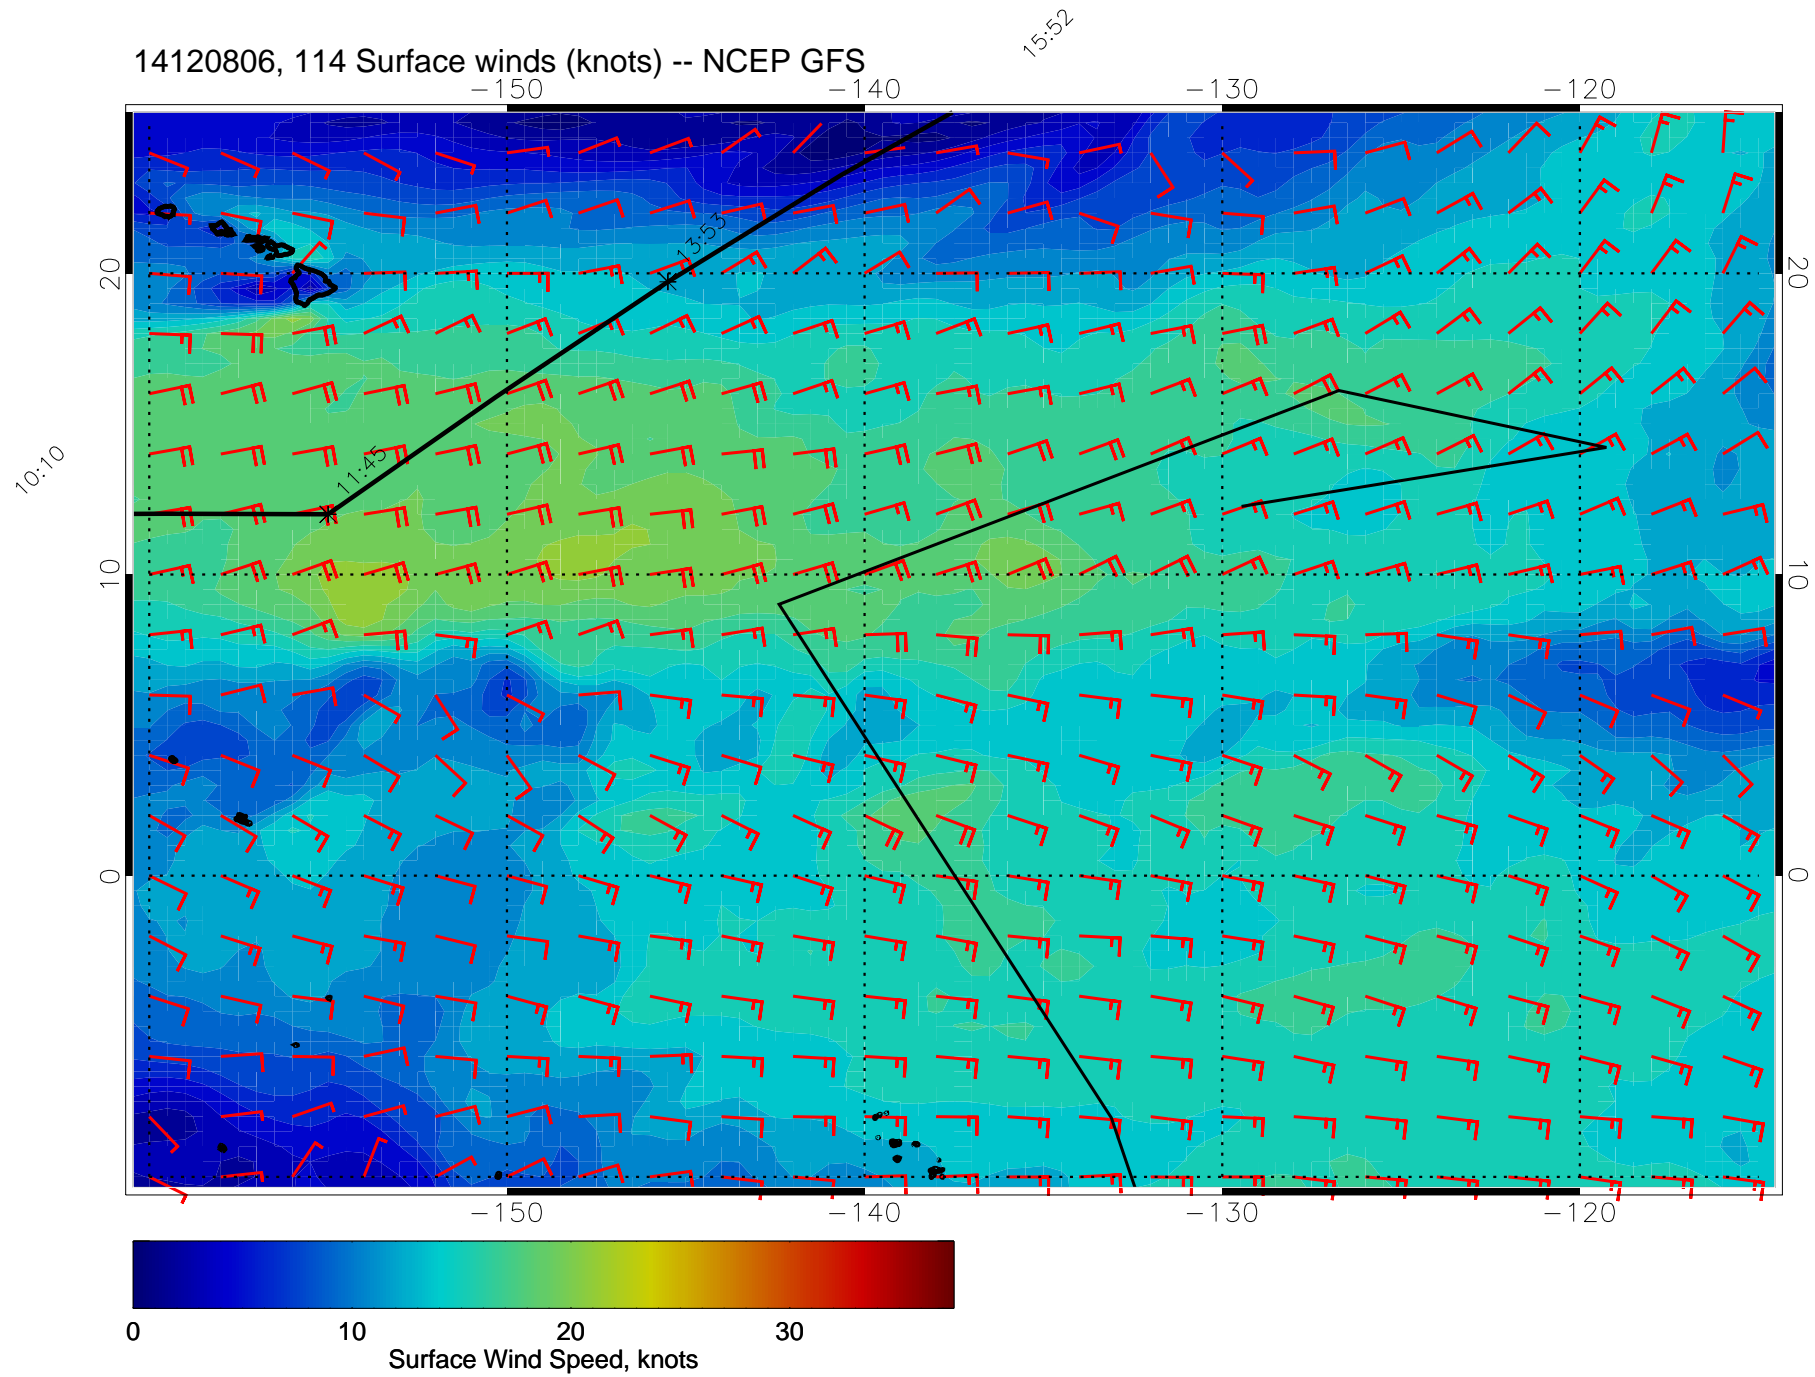 15:52
14120806, 114 Surface winds (knots) -- NCEP GFS
-150 -140 -130 -120
13:53
20 20
11:45
10:10
10 10
0 0
-150 -140 -130 -120
0 10 20 30
Surface Wind Speed, knots